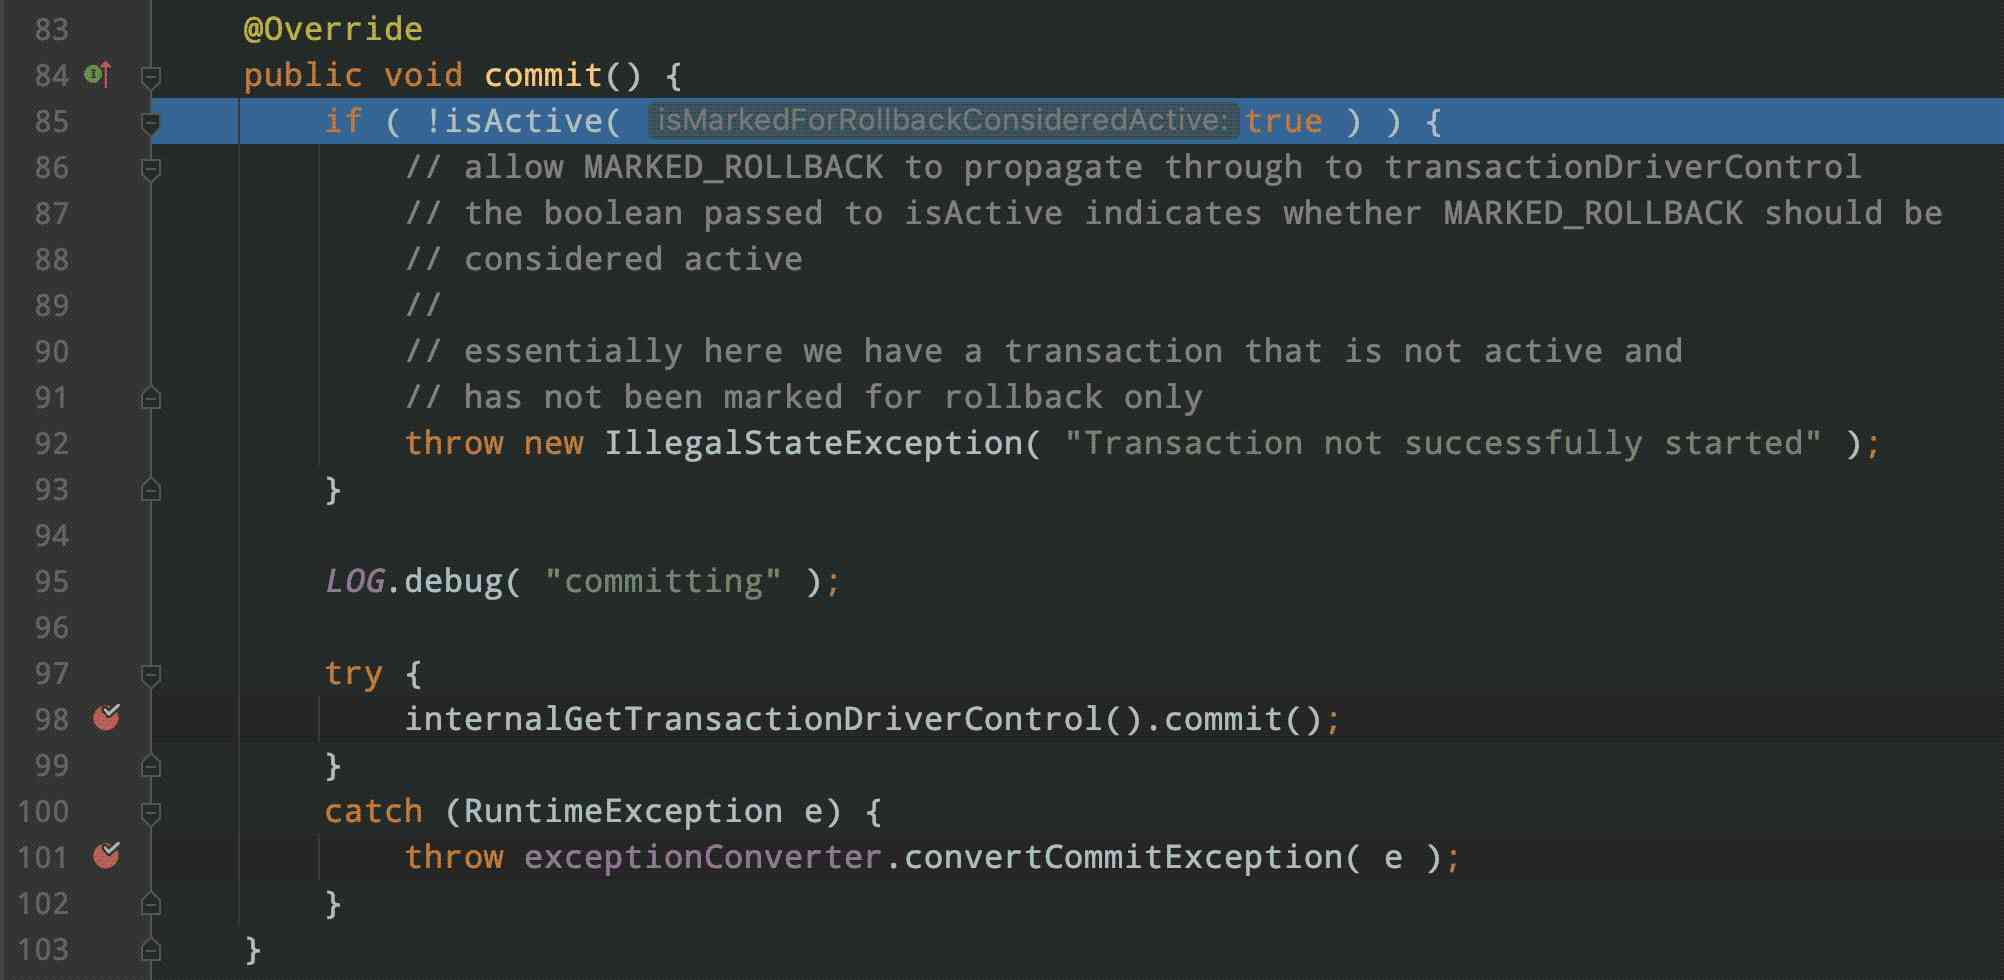 83 @Override
84 public void commit() {
85 if ( !isActive( isMarkedForRollbackConsideredActive: true ) ) {
86 // allow MARKED_ROLLBACK to propagate through to transactionDriverControl
87 // the boolean passed to isActive indicates whether MARKED_ROLLBACK should be
88 // considered active
89 //
90 // essentially here we have a transaction that is not active and
91 // has not been marked for rollback only
92 throw new IllegalStateException( "Transaction not successfully started" );
93 }
94
95 LOG.debug( "committing" );
96
97 try {
98 internalGetTransactionDriverControl().commit();
99 }
100 catch (RuntimeException e) {
101 throw exceptionConverter.convertCommitException( e );
102 }
103 }